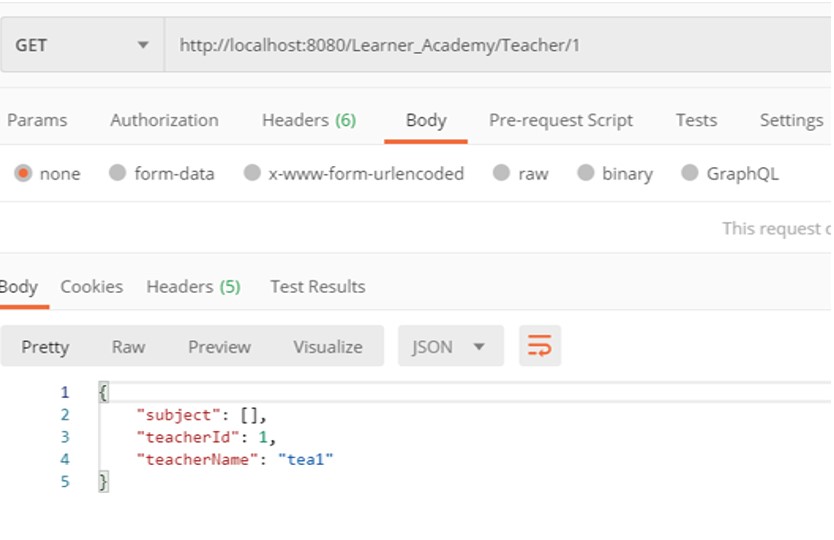 GET http://localhost:8080/Learner_Academy/Teacher/1
Params Authorization Headers (6) Body Pre-request Script Tests Settings
none form-data x-www-form-urlencoded raw binary GraphQL
This request
Body Cookies Headers (5) Test Results
Pretty Raw Preview Visualize JSON
1 {
2 "subject": [],
3 "teacherId": 1,
4 "teacherName": "tea1"
5 }